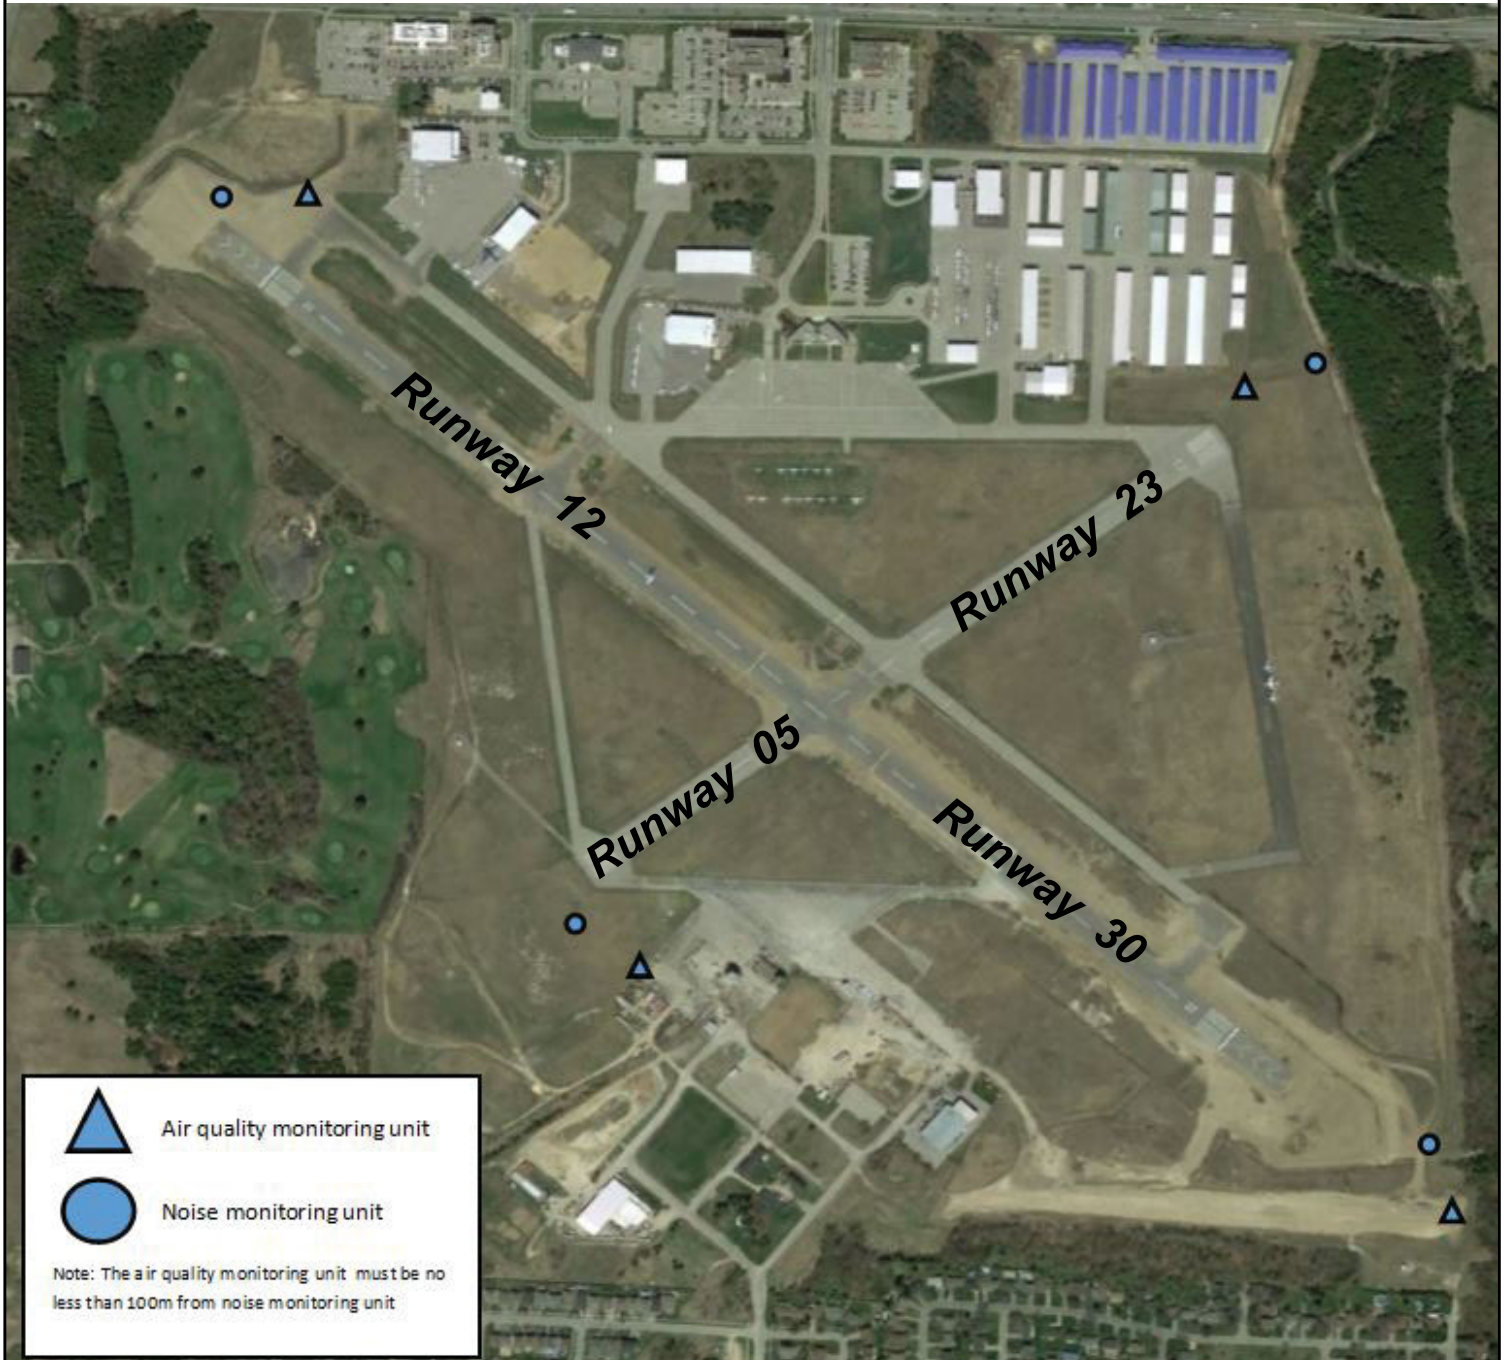 Runway 12
Runway 23
Runway 05
Runway 30
Air quality monitoring unit
Noise monitoring unit
Note: The air quality monitoring unit must be no
less than 100m from noise monitoring unit